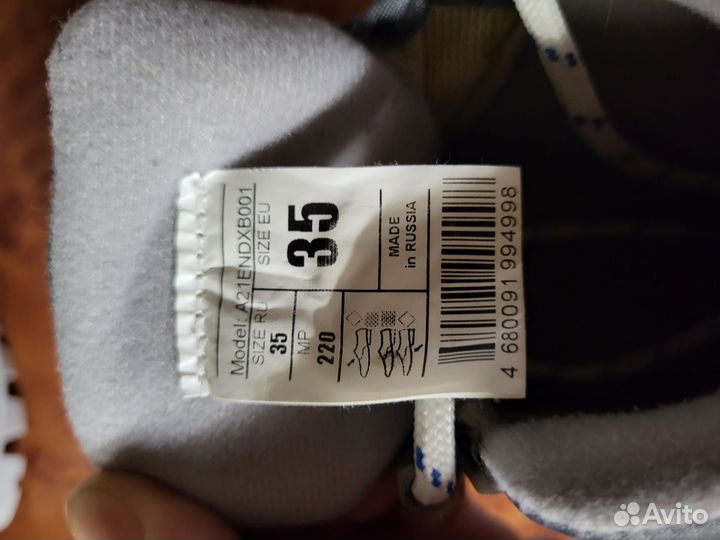 Model: A21ENDXB001
SIZE RU
SIZE EU
35
35
MP
220
MADE
in RUSSIA
4 680091 994998
Avito